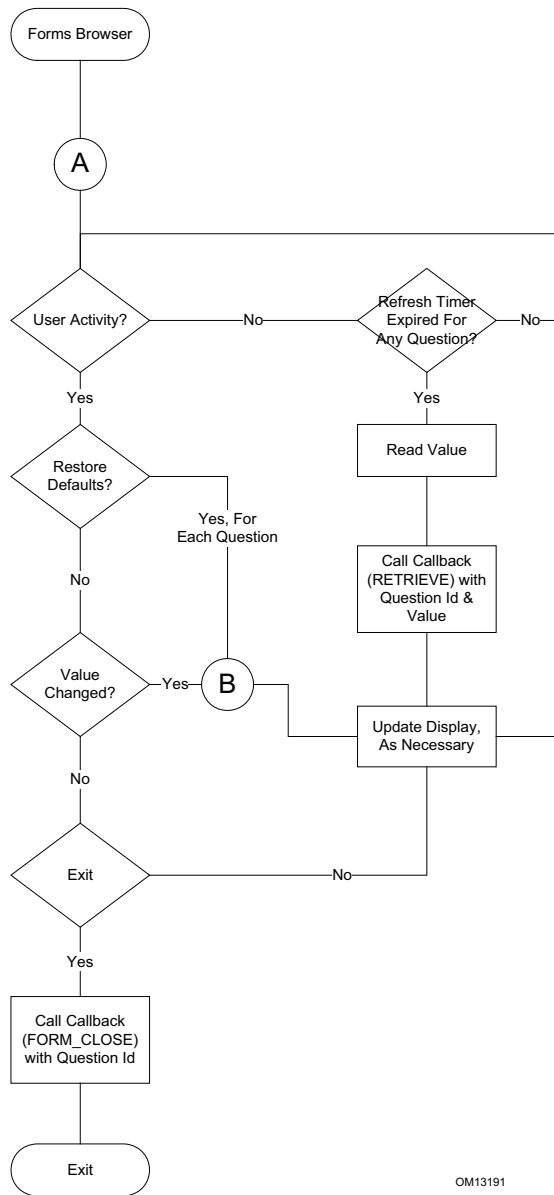 Forms Browser
A
User Activity?
No
Refresh Timer
Expired For
Any Question?
No
Yes
Yes
Restore
Defaults?
Read Value
Yes, For
Each Question
No
Call Callback
(RETRIEVE) with
Question Id &
Value
Value
Changed?
Yes
B
Update Display,
As Necessary
No
Exit
No
Yes
Call Callback
(FORM_CLOSE)
with Question Id
Exit
OM13191